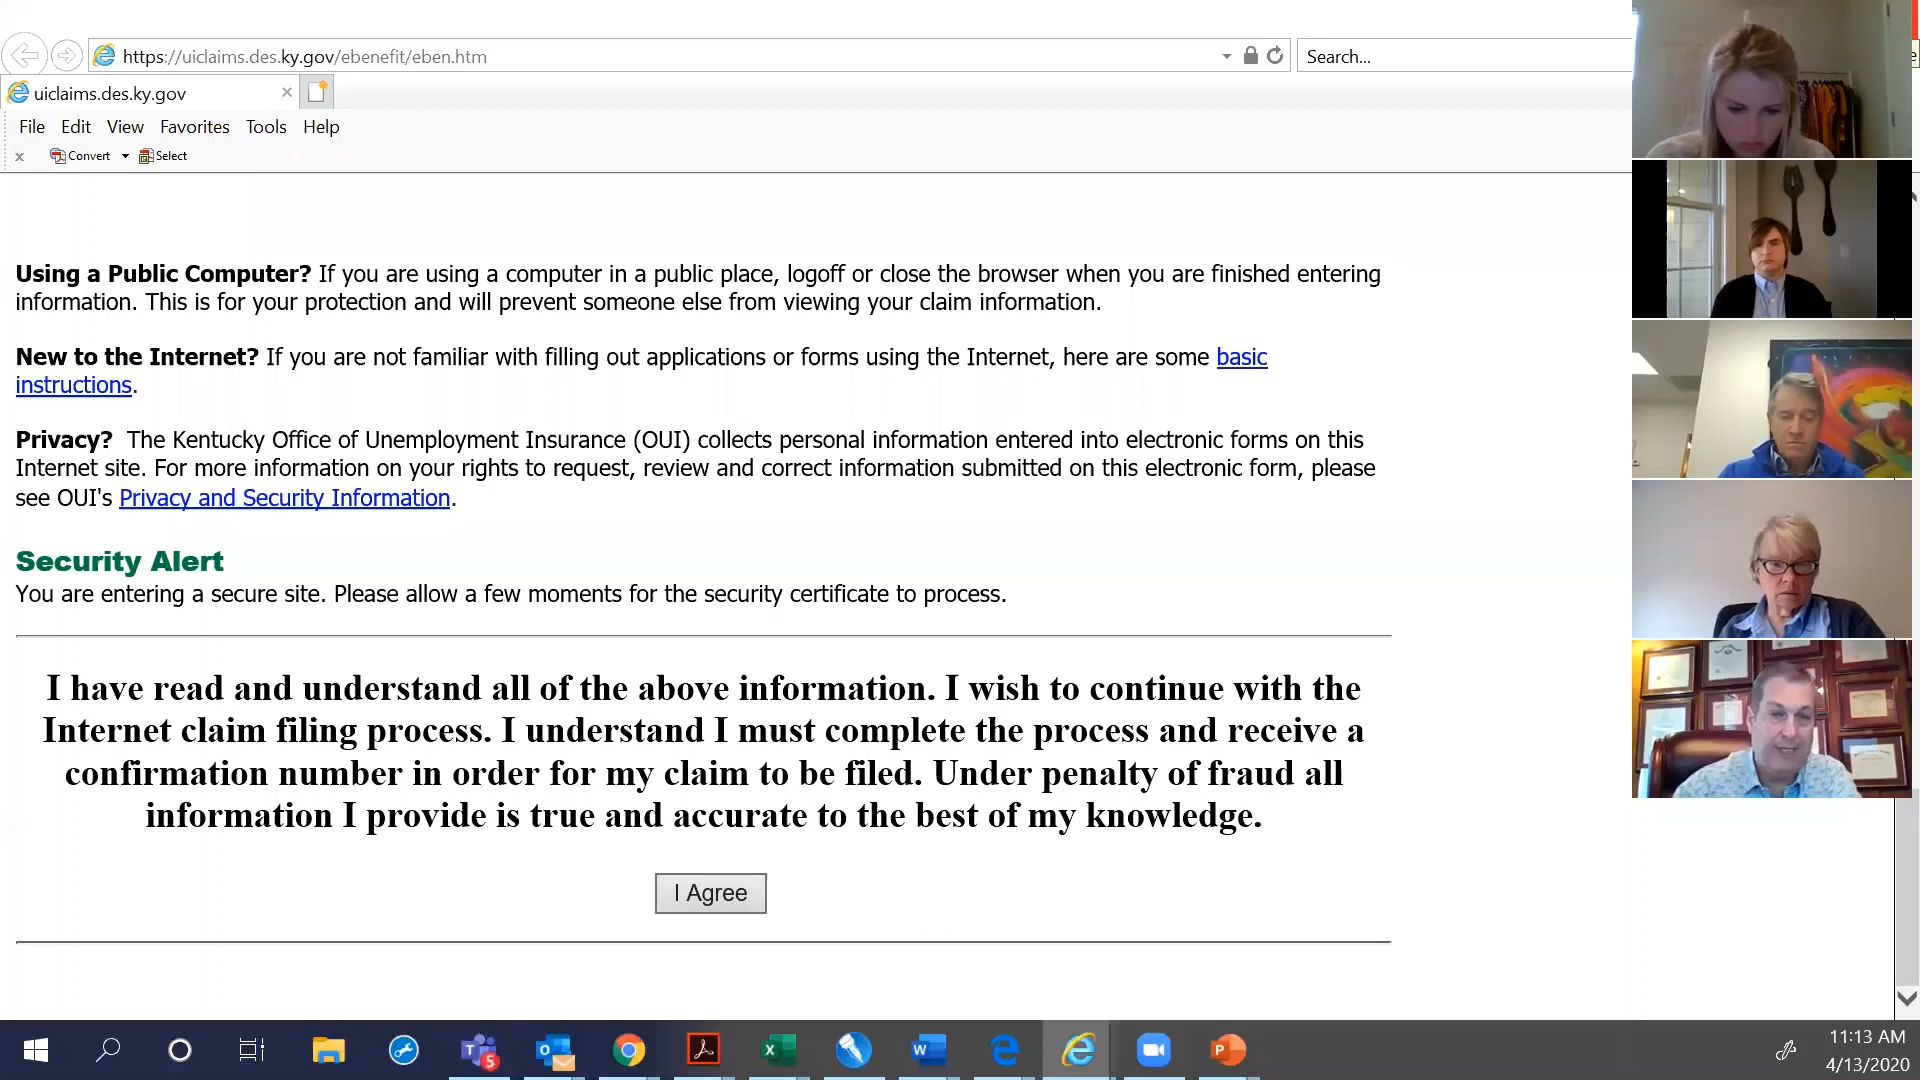 https://uiclaims.des.ky.gov/ebenefit/eben.htm
Search...
uiclaims.des.ky.gov
File Edit View Favorites Tools Help
x Convert Select
Using a Public Computer? If you are using a computer in a public place, logoff or close the browser when you are finished entering
information. This is for your protection and will prevent someone else from viewing your claim information.
New to the Internet? If you are not familiar with filling out applications or forms using the Internet, here are some basic
instructions.
Privacy? The Kentucky Office of Unemployment Insurance (OUI) collects personal information entered into electronic forms on this
Internet site. For more information on your rights to request, review and correct information submitted on this electronic form, please
see OUI's Privacy and Security Information.
Security Alert
You are entering a secure site. Please allow a few moments for the security certificate to process.
I have read and understand all of the above information. I wish to continue with the
Internet claim filing process. I understand I must complete the process and receive a
confirmation number in order for my claim to be filed. Under penalty of fraud all
information I provide is true and accurate to the best of my knowledge.
I Agree
11:13 AM
4/13/2020